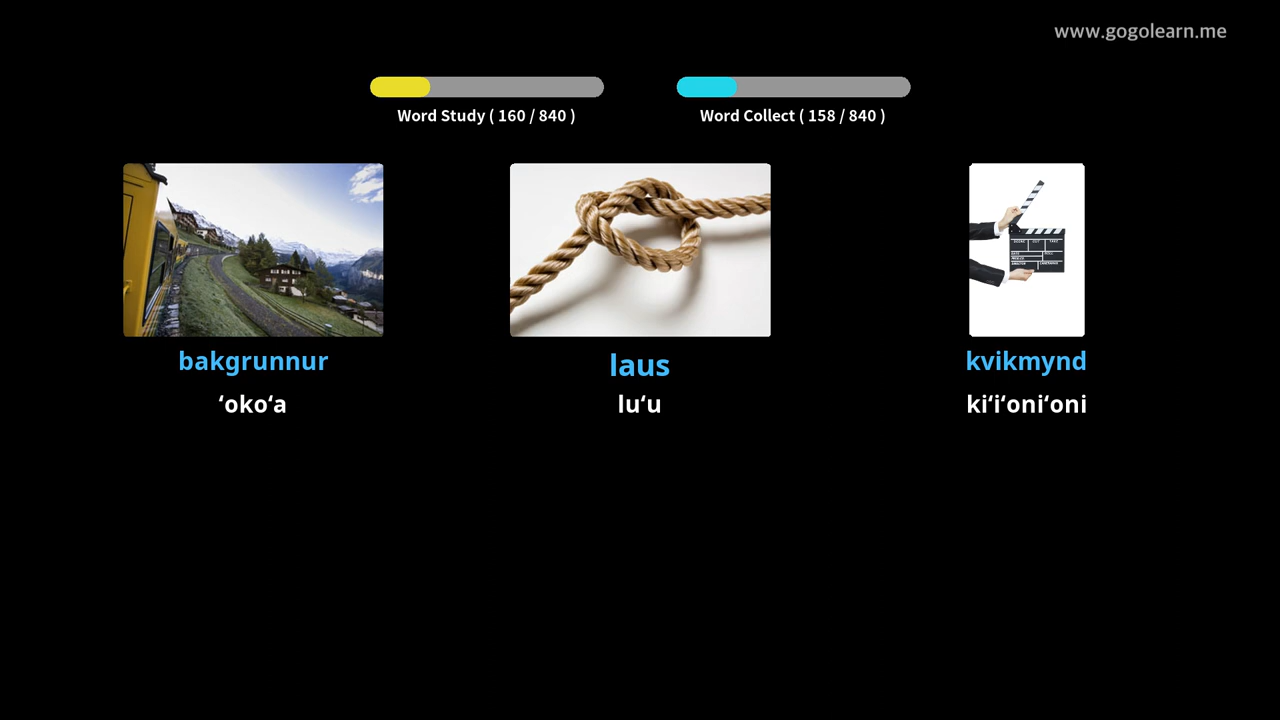 www.gogolearn.me
Word Study ( 160 / 840 )
Word Collect ( 158 / 840 )
bakgrunnur
laus
kvikmynd
ʻokoʻa
luʻu
kiʻiʻoniʻoni